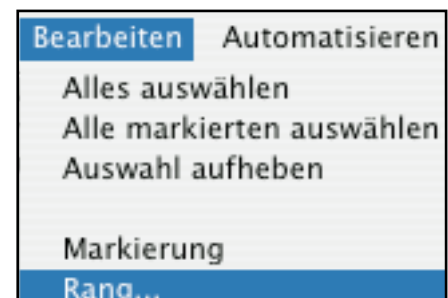 Bearbeiten Automatisieren
Alles auswählen
Alle markierten auswählen
Auswahl aufheben
Markierung
Rang...